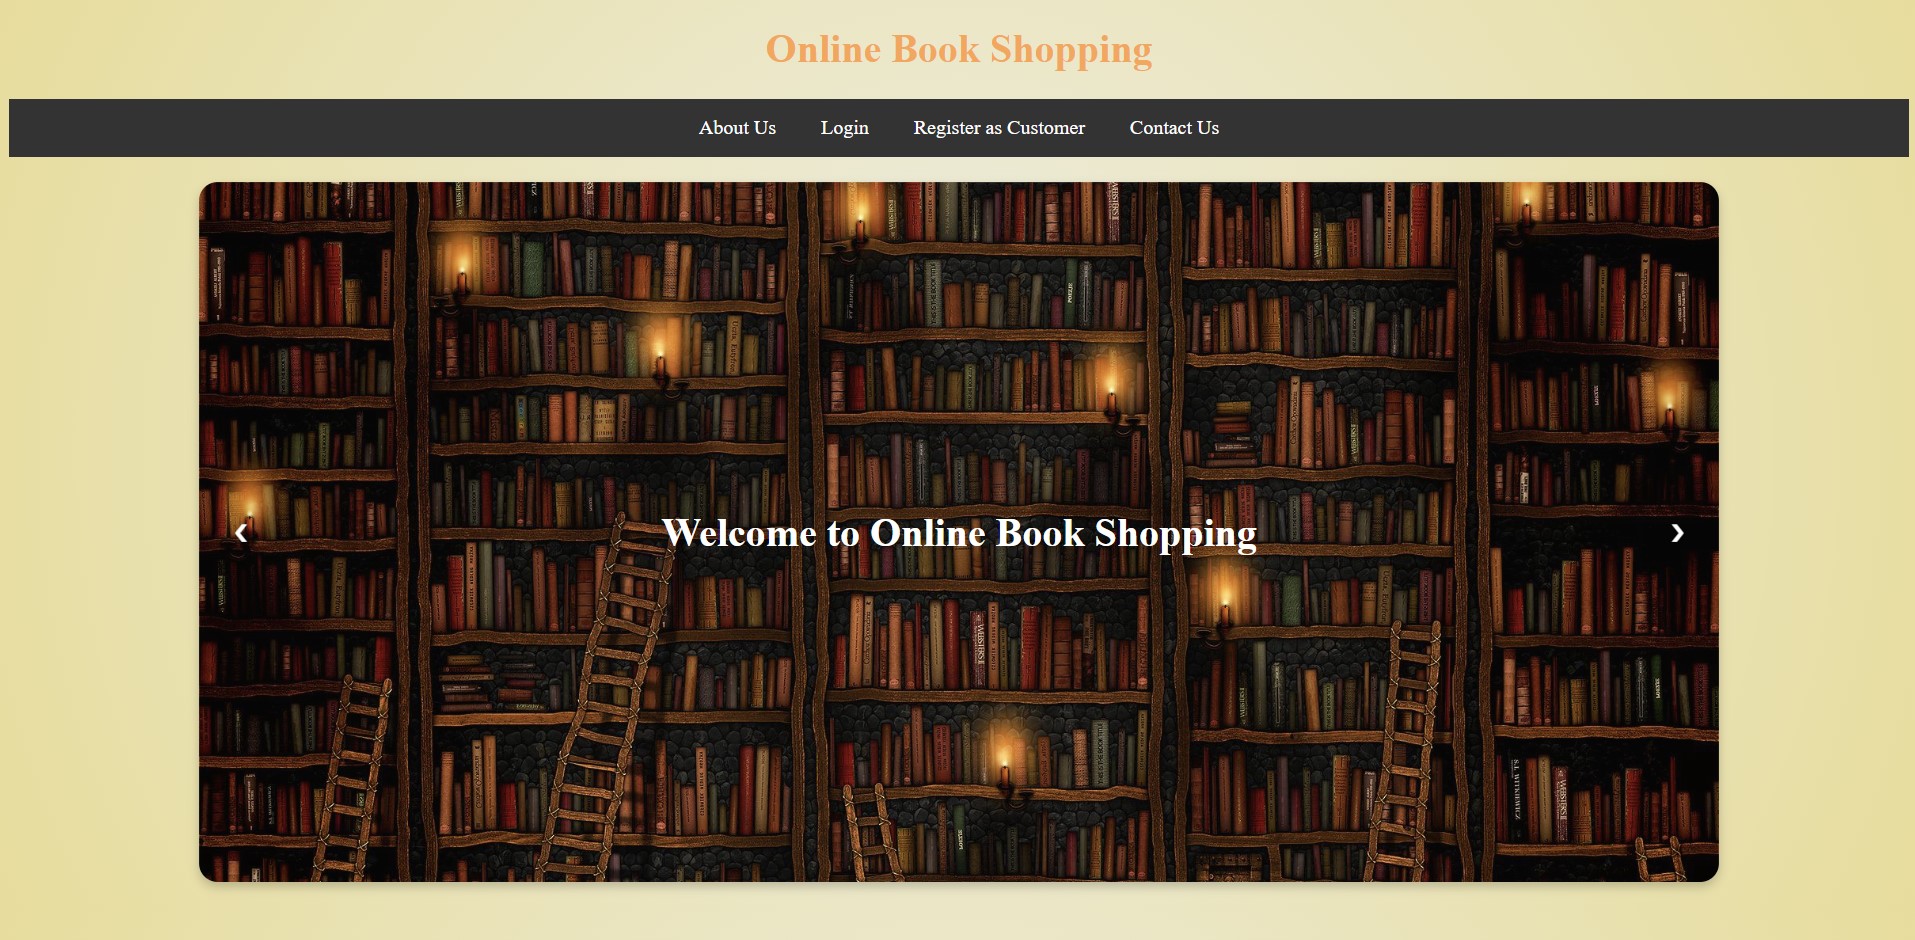 Online Book Shopping
About Us Login Register as Customer Contact Us
❮ ❯
Welcome to Online Book Shopping